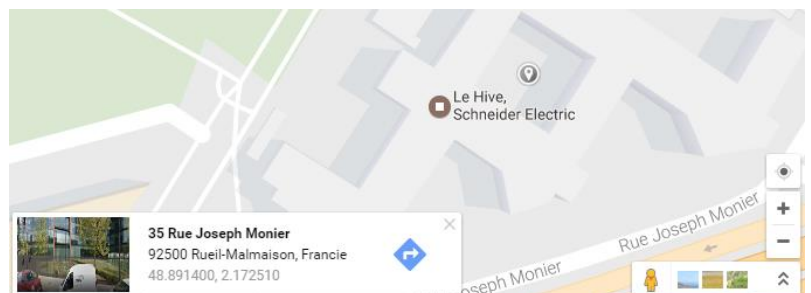 Le Hive,
Schneider Electric
35 Rue Joseph Monier
92500 Rueil-Malmaison, Francie
48.891400, 2.172510
Rue Joseph Monier
oseph Monier